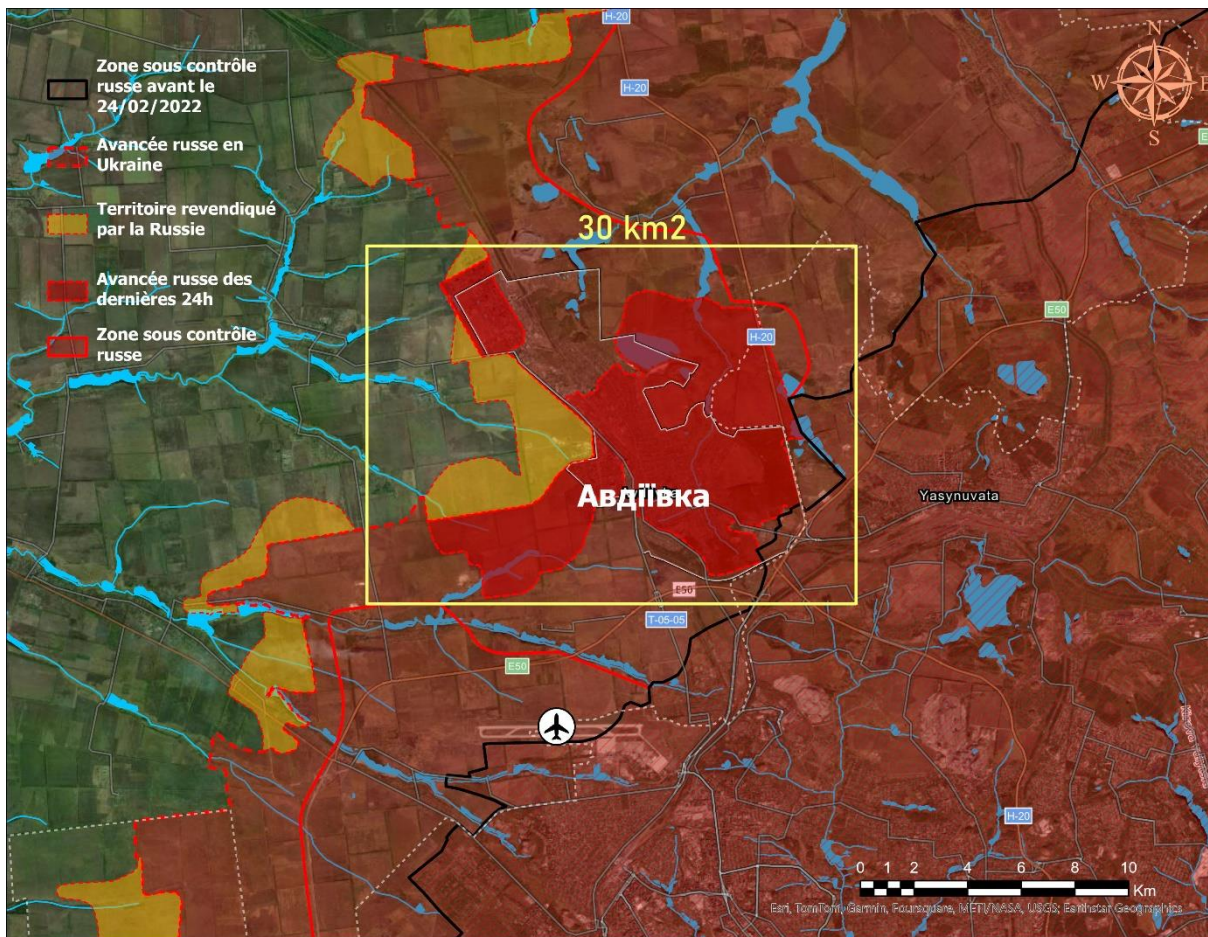 H-20
Zone sous contrôle
russe avant le
24/02/2022
N
W
E
S
H-20
Avancée russe en
Ukraine
E
Territoire revendiqué
par la Russie
30 km2
Avancée russe des
dernières 24h
E50
Zone sous contrôle
russe
H-20
Авдіївка
Yasynuvata
E50
T-05-05
E50
H-20
0 1 2 4 6 8 10
Km
Esri, TomTom, Garmin, Foursquare, METI/NASA, USGS; Earthstar Geographics